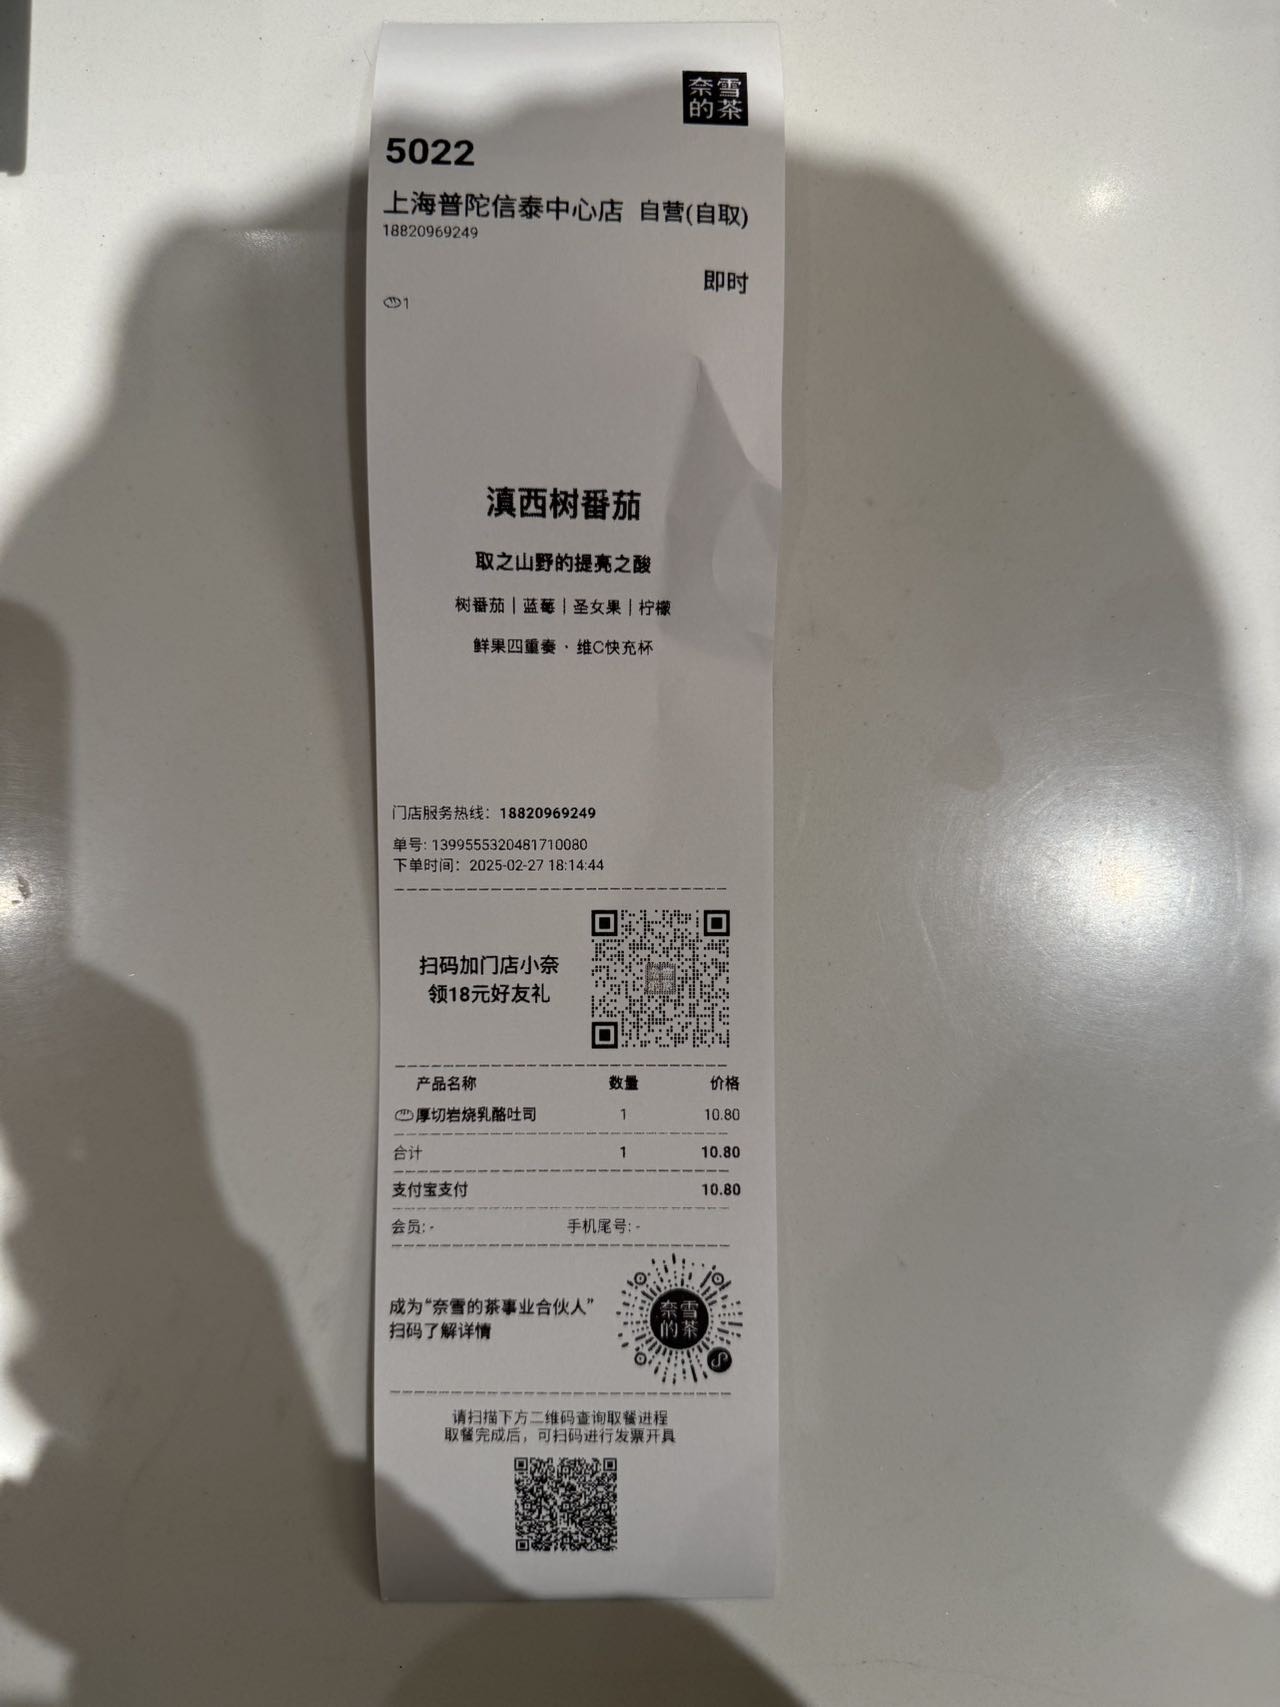 奈雪
的茶
5022
上海普陀信泰中心店 自营(自取)
18820969249
即时
1
滇西树番茄
取之山野的提亮之酸
树番茄|蓝莓|圣女果|柠檬
鲜果四重奏·维C快充杯
门店服务热线：18820969249
单号: 1399555320481710080
下单时间：2025-02-27 18:14:44
扫码加门店小奈
领18元好友礼
产品名称 数量 价格
厚切岩烧乳酪吐司 1 10.80
合计 1 10.80
支付宝支付 10.80
会员:- 手机尾号:-
成为“奈雪的茶事业合伙人”
扫码了解详情
奈雪
的茶
请扫描下方二维码查询取餐进程
取餐完成后，可扫码进行发票开具